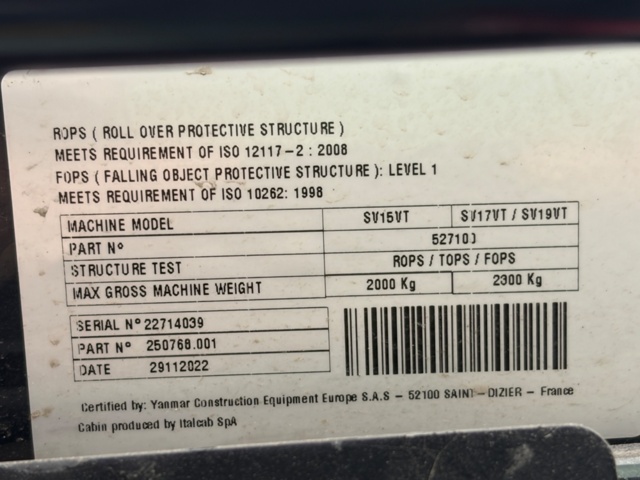 ROPS ( ROLL OVER PROTECTIVE STRUCTURE )
MEETS REQUIREMENT OF ISO 12117-2 : 2008
FOPS ( FALLING OBJECT PROTECTIVE STRUCTURE ): LEVEL 1
MEETS REQUIREMENT OF ISO 10262: 1998
MACHINE MODEL SV15VT SV17VT / SV19VT
PART N°
STRUCTURE TEST ROPS / TOPS / FOPS
MAX GROSS MACHINE WEIGHT 2000 Kg 2300 Kg
SERIAL N° 22714039
PART N° 250768.001
DATE 29112022
Certified by: Yanmar Construction Equipment Europe S.A.S - 52100 SAINT-DIZIER - France
Cabin produced by Italcab SpA